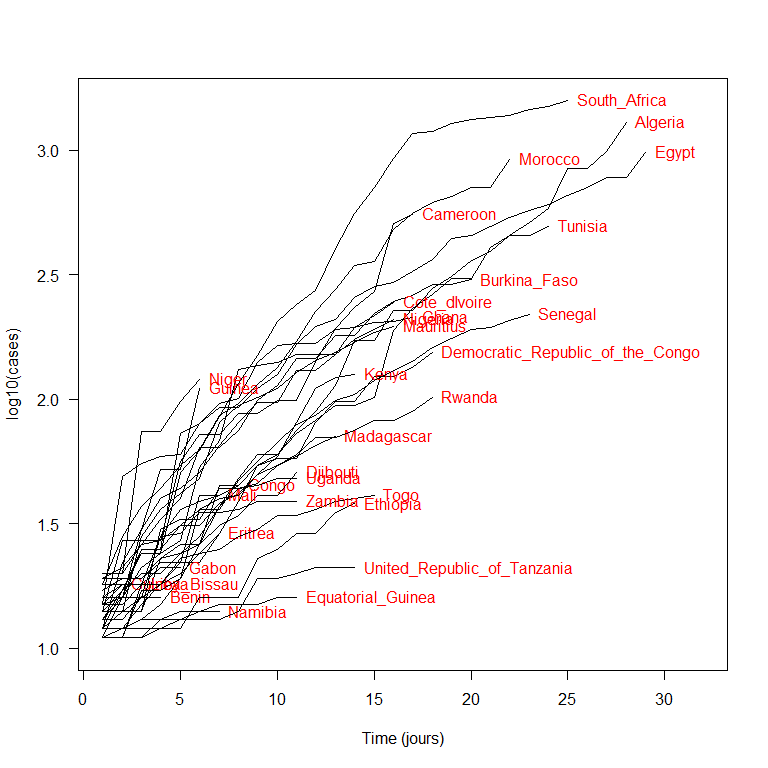 South_Africa
Algeria
Egypt
Morocco
Cameroon
Tunisia
Burkina_Faso
Cote_dIvoire
Ghana
Nigeria
Mauritius
Senegal
Democratic_Republic_of_the_Congo
Kenya
Niger
Guinea
Rwanda
Madagascar
Djibouti
Uganda
Congo
Mali
Zambia
Togo
Ethiopia
Eritrea
Gabon
United_Republic_of_Tanzania
Guinea_Bissau
Benin
Equatorial_Guinea
Namibia
3.0
2.5
2.0
1.5
1.0
log10(cases)
0 5 10 15 20 25 30
Time (jours)